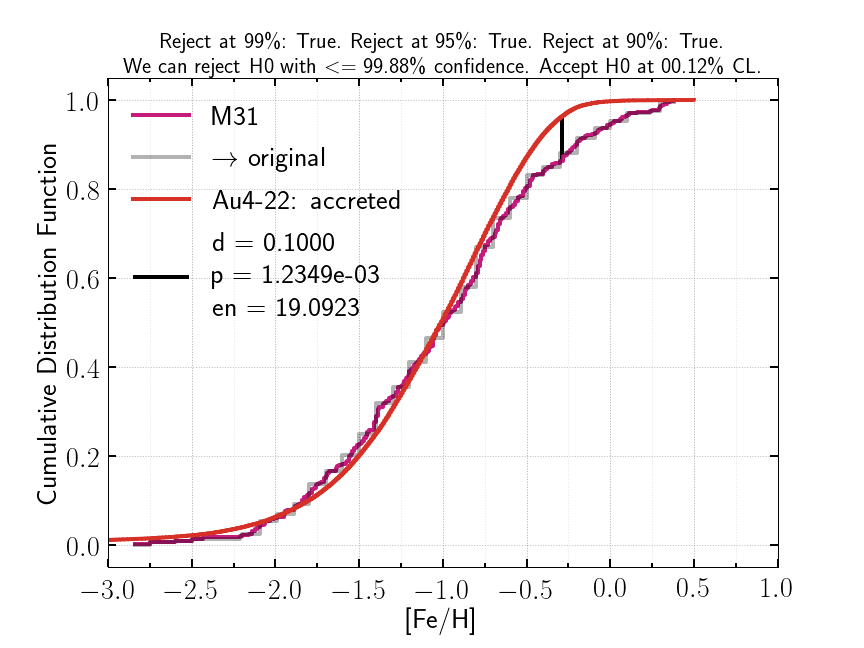 Reject at 99%: True. Reject at 95%: True. Reject at 90%: True.
We can reject H0 with <= 99.88% confidence. Accept H0 at 00.12% CL.
M31
→ original
Au4-22: accreted
d = 0.1000
p = 1.2349e-03
en = 19.0923
Cumulative Distribution Function
1.0
0.8
0.6
0.4
0.2
0.0
−3.0 −2.5 −2.0 −1.5 −1.0 −0.5 0.0 0.5 1.0
[Fe/H]